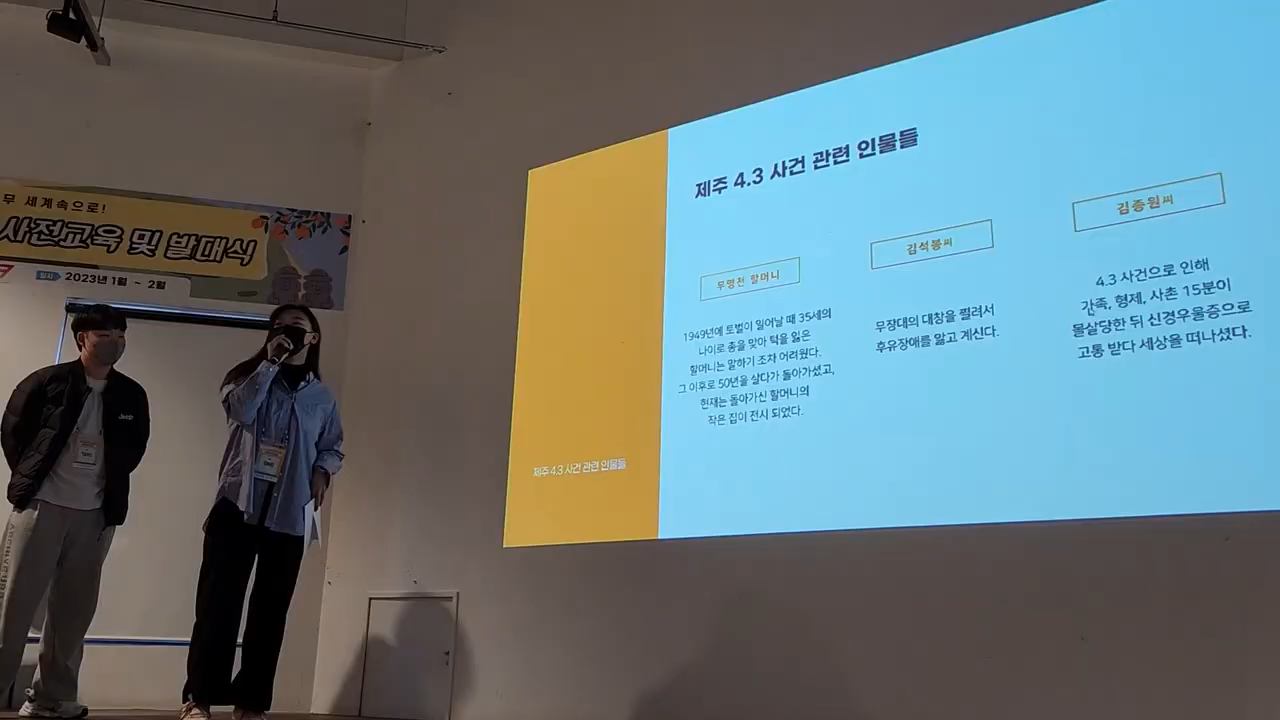 무 세계속으로!
사전교육 및 발대식
일시 2023년 1월 ~ 2월
Jeep
제주 4.3 사건 관련 인물들
제주 4.3 사건 관련 인물들
무명천 할머니
1949년에 토벌이 일어날 때 35세의
나이로 총을 맞아 턱을 잃은
할머니는 말하기 조차 어려웠다.
그 이후로 50년을 살다가 돌아가셨고,
현재는 돌아가신 할머니의
작은 집이 전시 되었다.
김석봉씨
무장대의 대창을 찔려서
후유장애를 앓고 계신다.
김종원씨
4.3 사건으로 인해
가족, 형제, 사촌 15분이
몰살당한 뒤 신경우울증으로
고통 받다 세상을 떠나셨다.